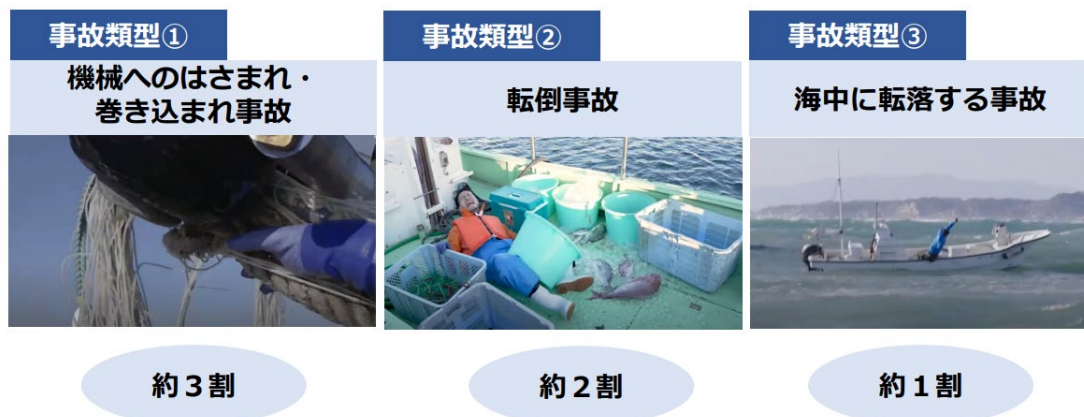 事故類型①
機械へのはさまれ・
巻き込まれ事故
約３割
事故類型②
転倒事故
約２割
事故類型③
海中に転落する事故
約１割